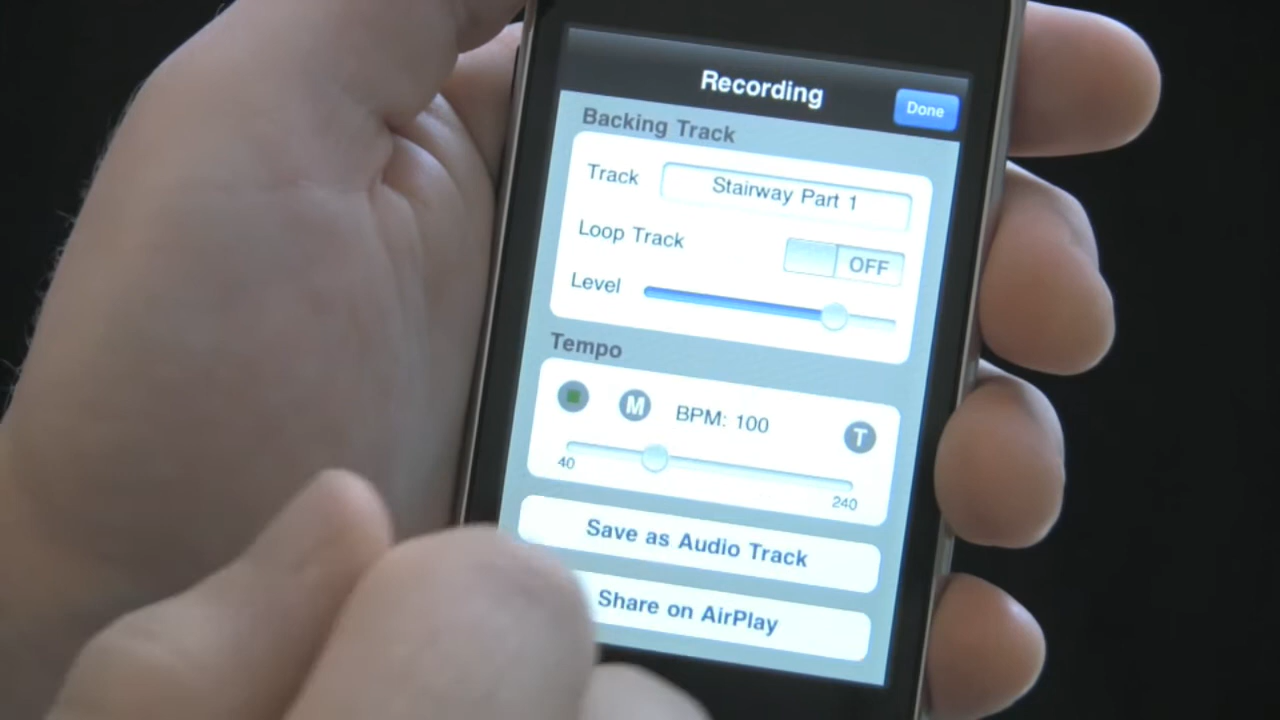 Recording
Done
Backing Track
Track
Stairway Part 1
Loop Track
OFF
Level
Tempo
M
BPM: 100
T
40
240
Save as Audio Track
Share on AirPlay